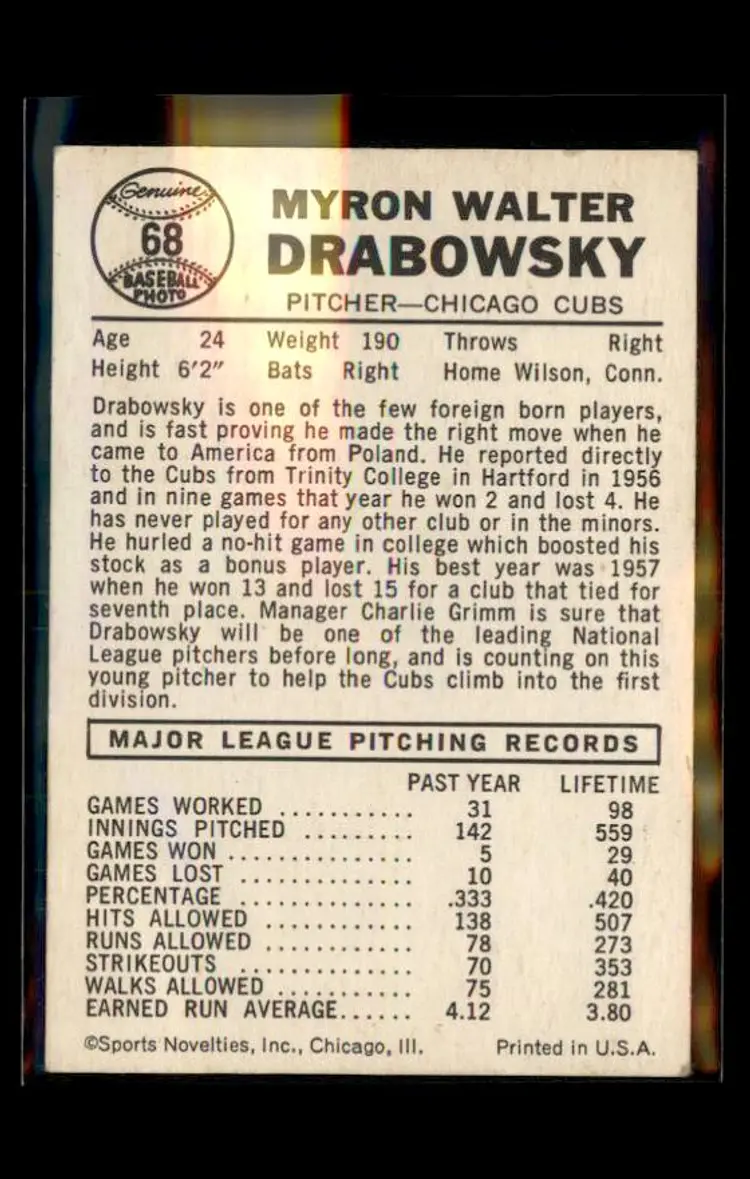 Genuine
68
BASEBALL
PHOTO
MYRON WALTER
DRABOWSKY
PITCHER—CHICAGO CUBS
Age 24 Weight 190 Throws Right
Height 6'2" Bats Right Home Wilson, Conn.
Drabowsky is one of the few foreign born players,
and is fast proving he made the right move when he
came to America from Poland. He reported directly
to the Cubs from Trinity College in Hartford in 1956
and in nine games that year he won 2 and lost 4. He
has never played for any other club or in the minors.
He hurled a no-hit game in college which boosted his
stock as a bonus player. His best year was 1957
when he won 13 and lost 15 for a club that tied for
seventh place. Manager Charlie Grimm is sure that
Drabowsky will be one of the leading National
League pitchers before long, and is counting on this
young pitcher to help the Cubs climb into the first
division.
MAJOR LEAGUE PITCHING RECORDS
PAST YEAR LIFETIME
GAMES WORKED ........... 31 98
INNINGS PITCHED ......... 142 559
GAMES WON ............... 5 29
GAMES LOST .............. 10 40
PERCENTAGE .............. .333 .420
HITS ALLOWED ............ 138 507
RUNS ALLOWED ............ 78 273
STRIKEOUTS .............. 70 353
WALKS ALLOWED ........... 75 281
EARNED RUN AVERAGE...... 4.12 3.80
©Sports Novelties, Inc., Chicago, Ill. Printed in U.S.A.